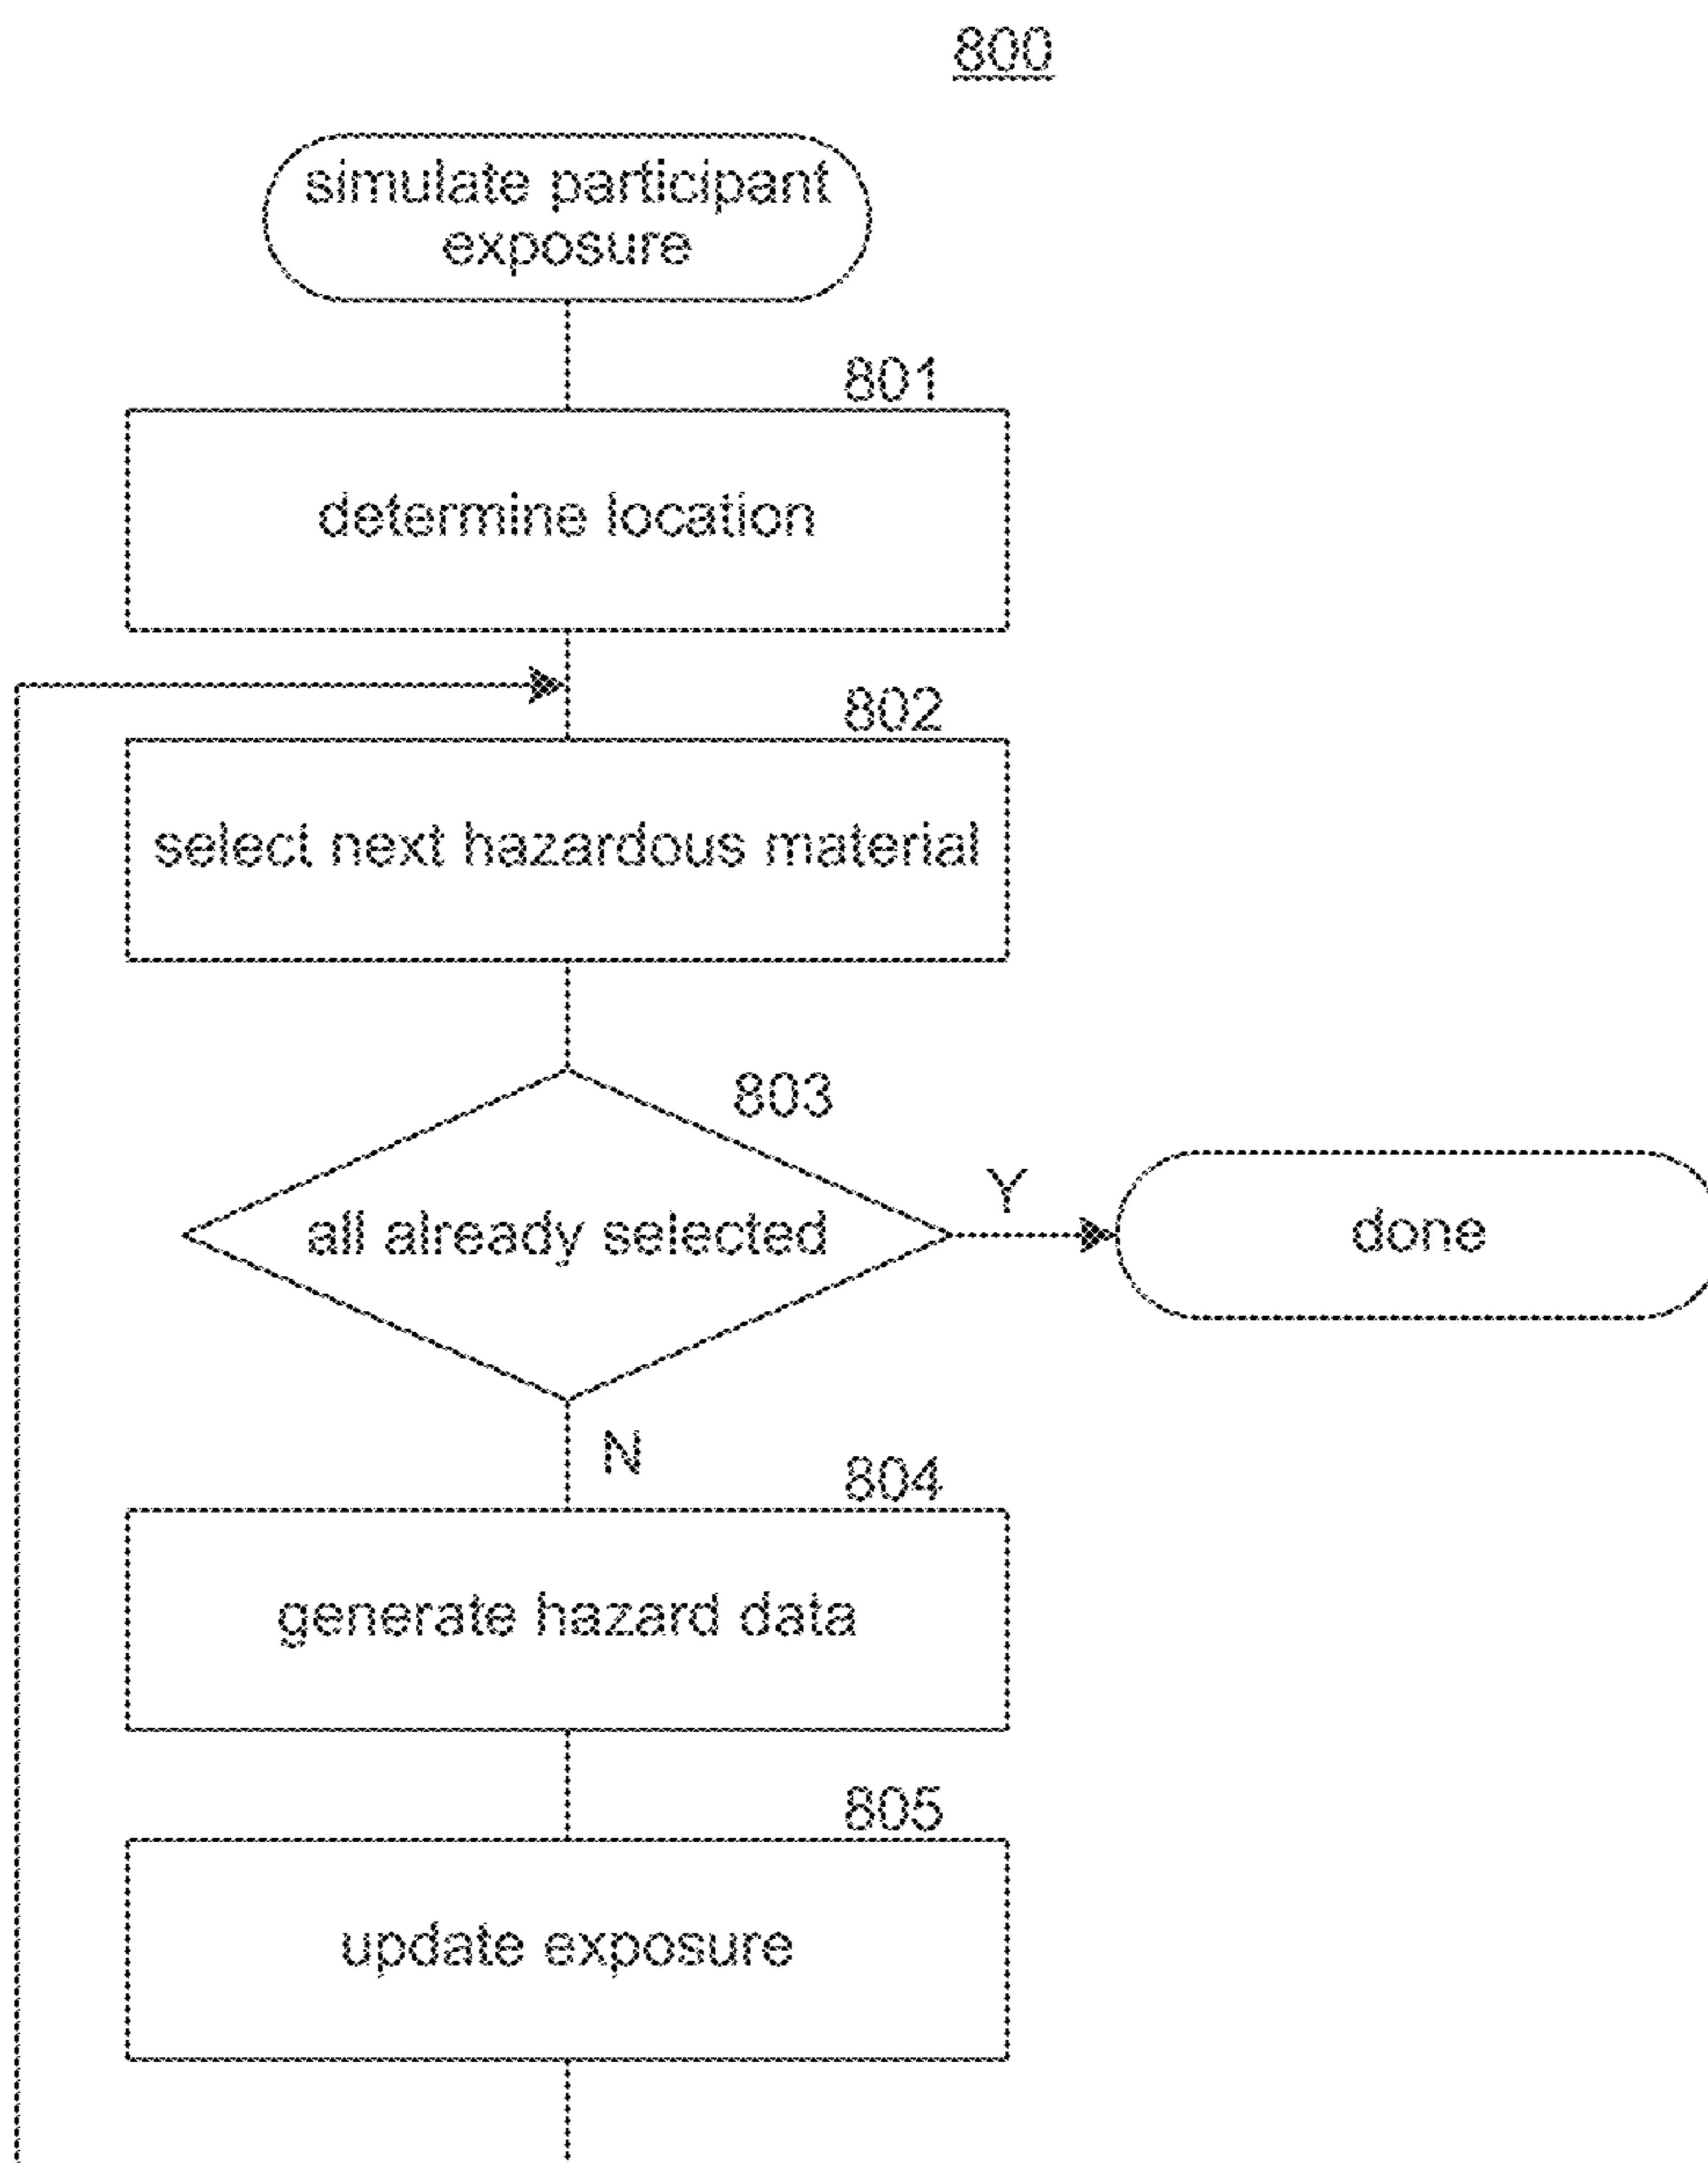 800
simulate participant
exposure
801
determine location
802
select next hazardous material
803
all already selected
Y
done
N
804
generate hazard data
805
update exposure